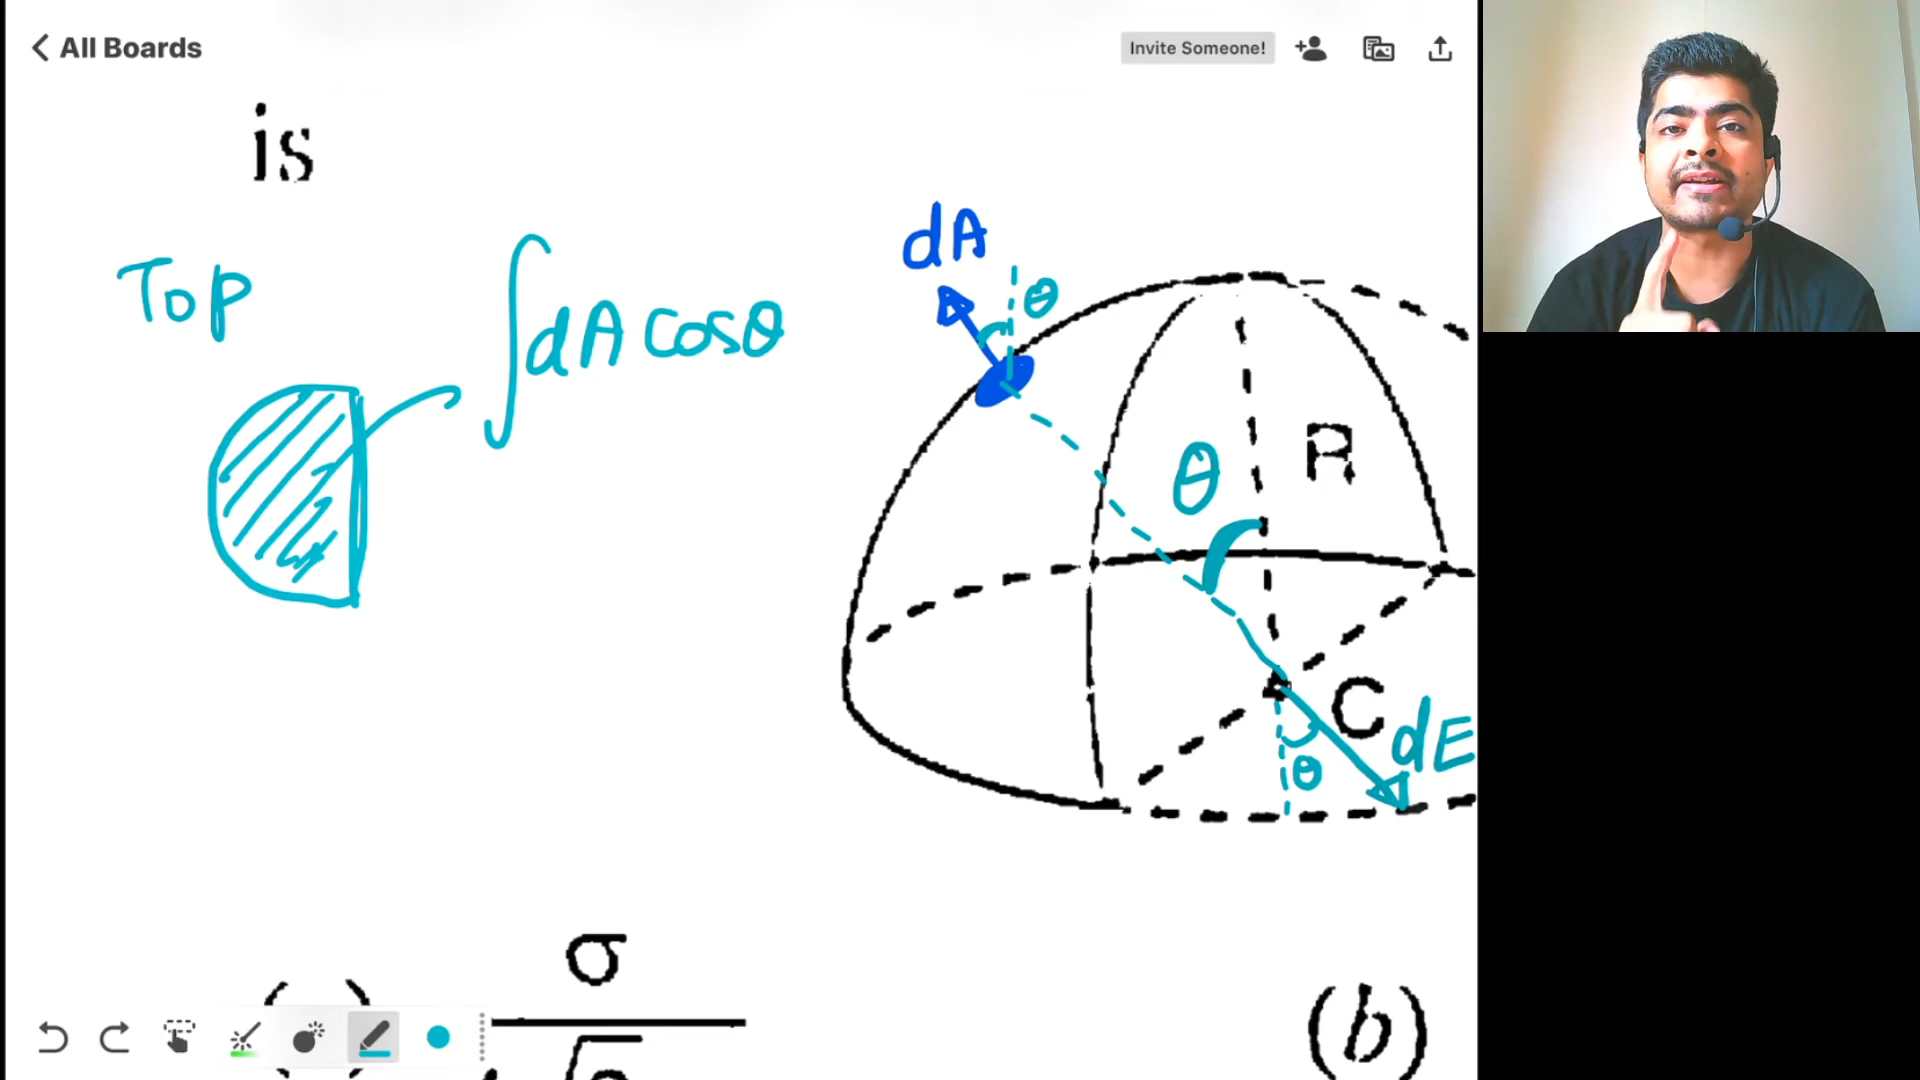 All Boards
Invite Someone!
is
Top
∫dA cosθ
dA
θ
θ
R
C
dE
θ
σ
(b)